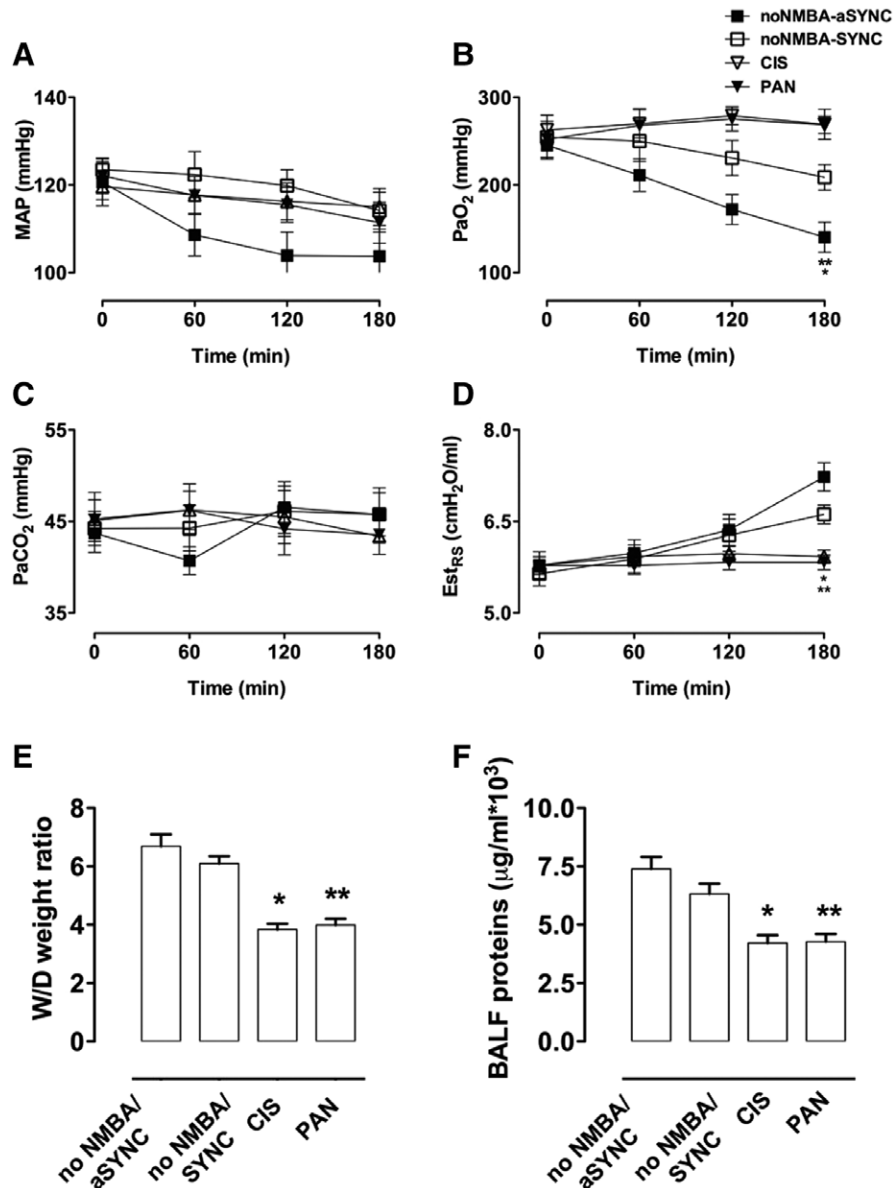 noNMBA-aSYNC
noNMBA-SYNC
CIS
PAN
A
140
120
100
MAP (mmHg)
0 60 120 180
Time (min)
B
300
200
100
PaO2 (mmHg)
**
*
0 60 120 180
Time (min)
C
55
45
35
PaCO2 (mmHg)
0 60 120 180
Time (min)
D
8.0
6.5
5.0
EstRS (cmH2O/ml)
*
**
0 60 120 180
Time (min)
E
8
6
4
2
0
W/D weight ratio
* **
no NMBA/
aSYNC
no NMBA/
SYNC
CIS
PAN
F
10.0
7.5
5.0
2.5
0.0
BALF proteins (µg/ml*10³)
* **
no NMBA/
aSYNC
no NMBA/
SYNC
CIS
PAN